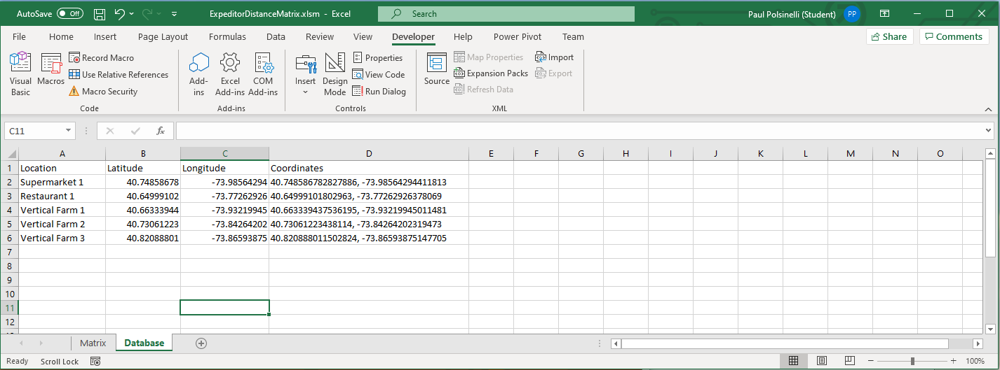 AutoSave Off ExpeditorDistanceMatrix.xlsm - Excel Search Paul Polsinelli (Student) PP
File Home Insert Page Layout Formulas Data Review View Developer Help Power Pivot Team Share Comments
Visual Basic
Macros
Record Macro
Use Relative References
Macro Security
Code
Add-ins
Excel Add-ins
COM Add-ins
Add-ins
Insert
Design Mode
Properties
View Code
Run Dialog
Controls
Source
Map Properties
Expansion Packs
Refresh Data
Import
Export
XML
C11 fx
A B C D E F G H I J K L M N O
1 Location Latitude Longitude Coordinates
2 Supermarket 1 40.74858678 -73.98564294 40.748586782827886, -73.98564294411813
3 Restaurant 1 40.64999102 -73.77262926 40.64999101802963, -73.77262926378069
4 Vertical Farm 1 40.66333944 -73.93219945 40.663339437536195, -73.93219945011481
5 Vertical Farm 2 40.73061223 -73.84264202 40.73061223438114, -73.84264202319473
6 Vertical Farm 3 40.82088801 -73.86593875 40.820888011502824, -73.86593875147705
7
8
9
10
11
12
Matrix Database
Ready Scroll Lock 100%